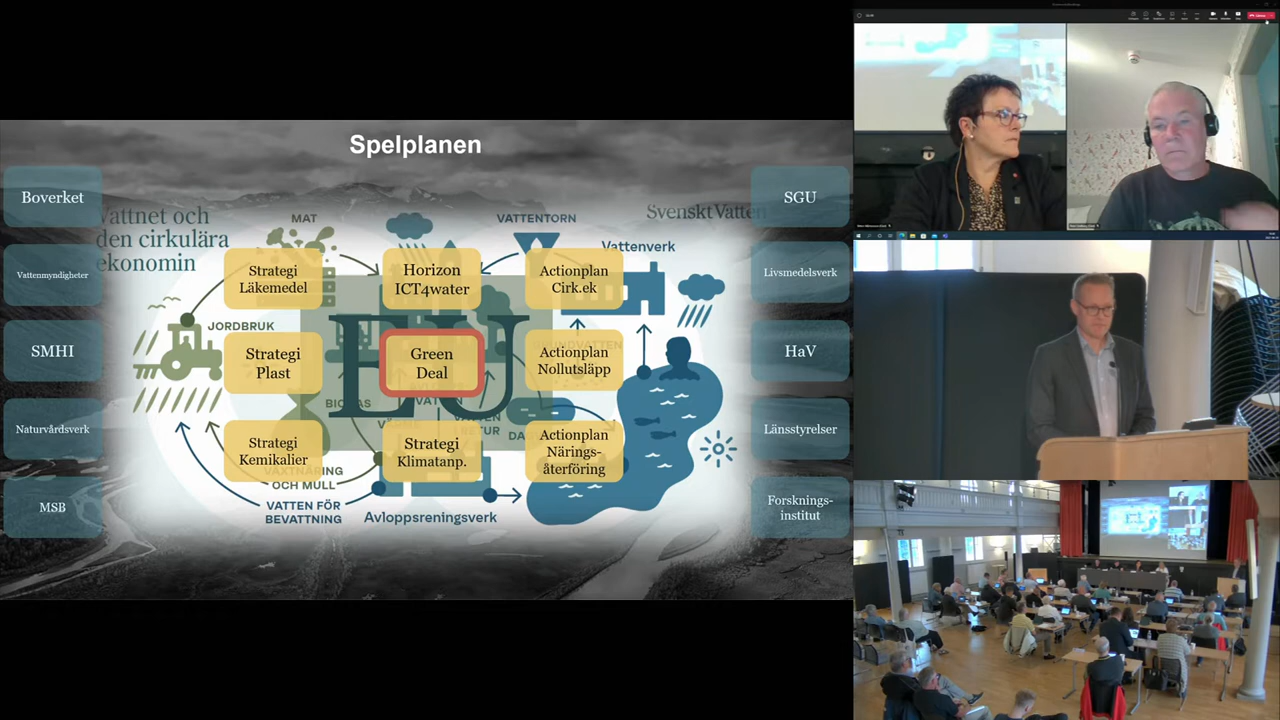 Spelplanen
Boverket
Vattenmyndigheter
SMHI
Naturvårdsverk
MSB
Vattnet och
den cirkulära
ekonomin
MAT
VATTENTORN
Svenskt Vatten
Vattenverk
JORDBRUK
Strategi
Läkemedel
Horizon
ICT4water
Actionplan
Cirk.ek
Strategi
Plast
EU
Green
Deal
Actionplan
Nollutsläpp
Strategi
Kemikalier
Strategi
Klimatanp.
Actionplan
Närings-
återföring
VÄXTNÄRING
OCH MULL
VATTEN FÖR
BEVATTNING
Avloppsreningsverk
SGU
Livsmedelsverk
HaV
Länsstyrelser
Forsknings-
institut